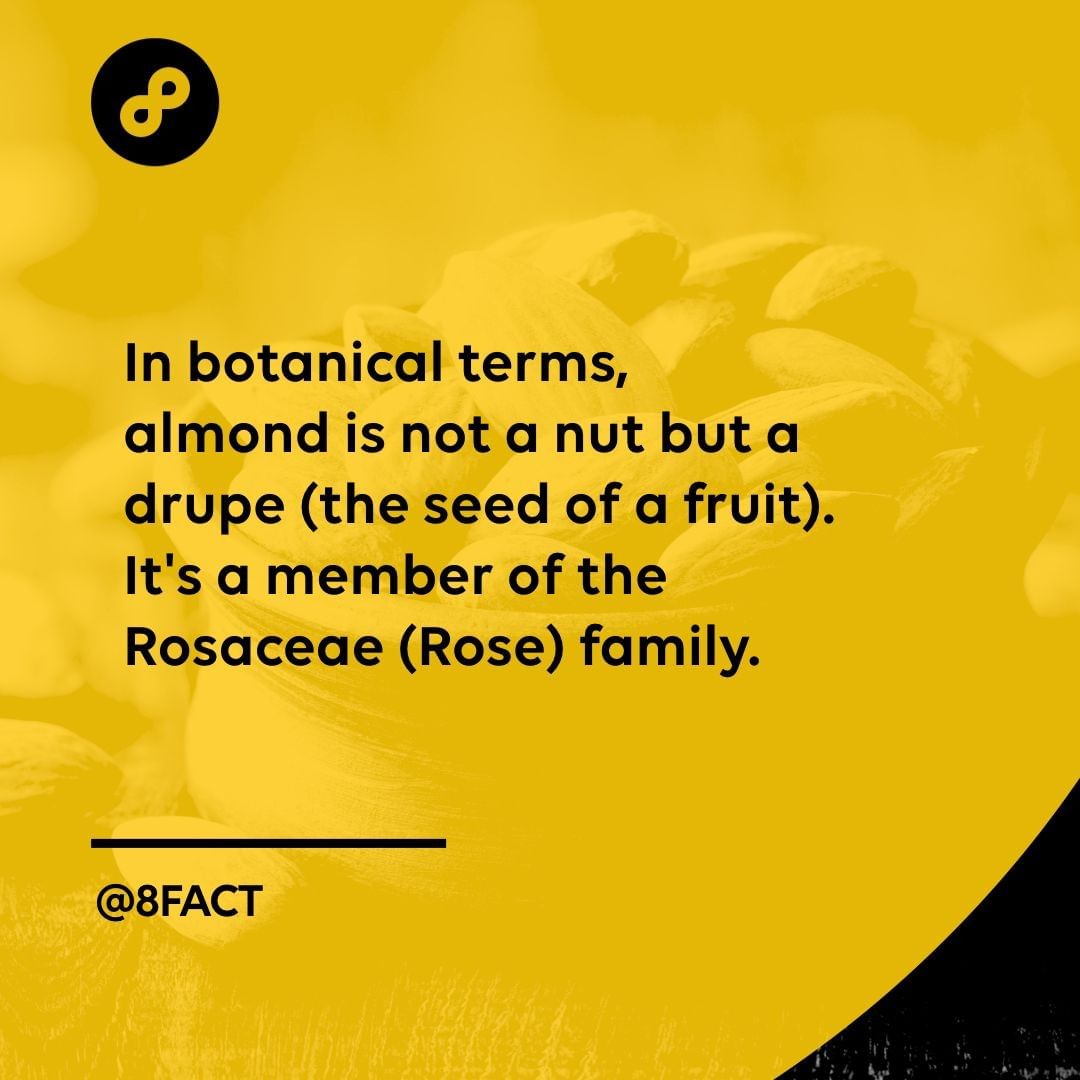 In botanical terms,
almond is not a nut but a
drupe (the seed of a fruit).
It's a member of the
Rosaceae (Rose) family.
@8FACT